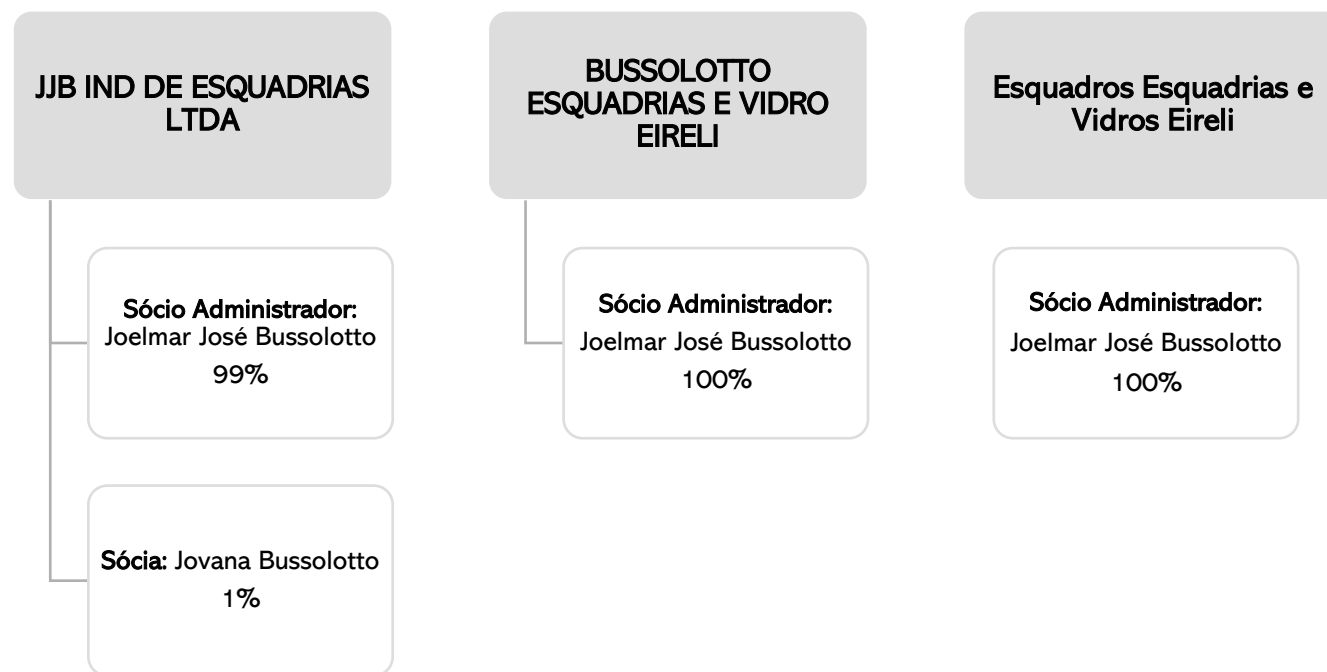 JJB IND DE ESQUADRIAS
LTDA
Sócio Administrador:
Joelmar José Bussolotto
99%
Sócia: Jovana Bussolotto
1%
BUSSOLOTTO
ESQUADRIAS E VIDRO
EIRELI
Sócio Administrador:
Joelmar José Bussolotto
100%
Esquadros Esquadrias e
Vidros Eireli
Sócio Administrador:
Joelmar José Bussolotto
100%